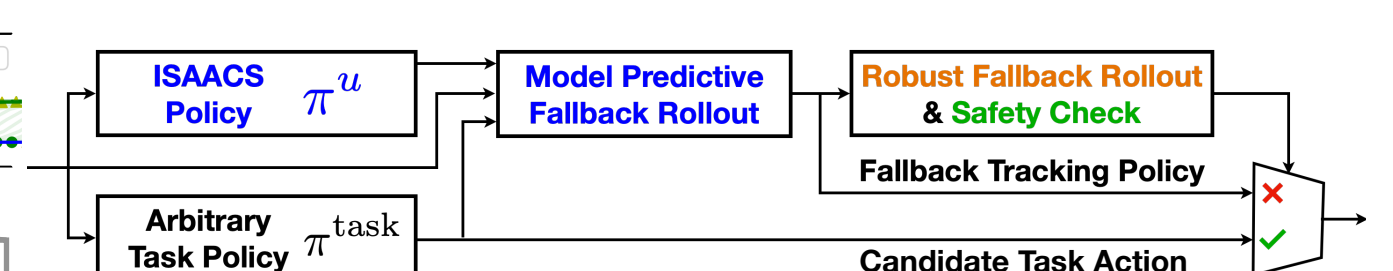 ISAACS
Policy
π^u
Model Predictive
Fallback Rollout
Robust Fallback Rollout
& Safety Check
Fallback Tracking Policy
Arbitrary
Task Policy
π^task
Candidate Task Action